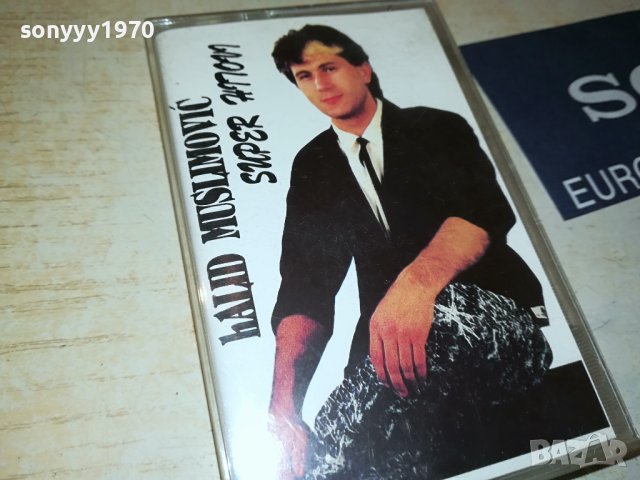 sonyyy1970
hALID MUSLIMOVIĆ
SUPER HITOVI
SO
EURO
BAZAR